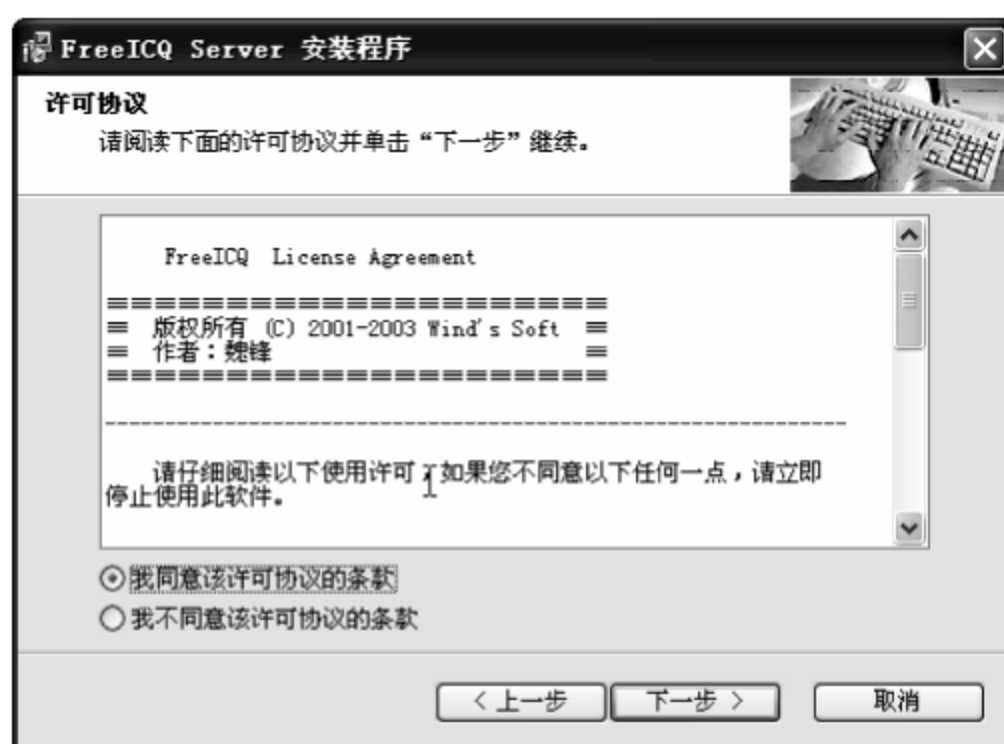 FreeICQ Server 安装程序
许可协议
请阅读下面的许可协议并单击“下一步”继续。
FreeICQ License Agreement
=====================
= 版权所有 (C) 2001-2003 Wind's Soft =
= 作者：魏锋 =
=====================
--------------------------------------------------------------
请仔细阅读以下使用许可，如果您不同意以下任何一点，请立即
停止使用此软件。
我同意该许可协议的条款
我不同意该许可协议的条款
< 上一步
下一步 >
取消